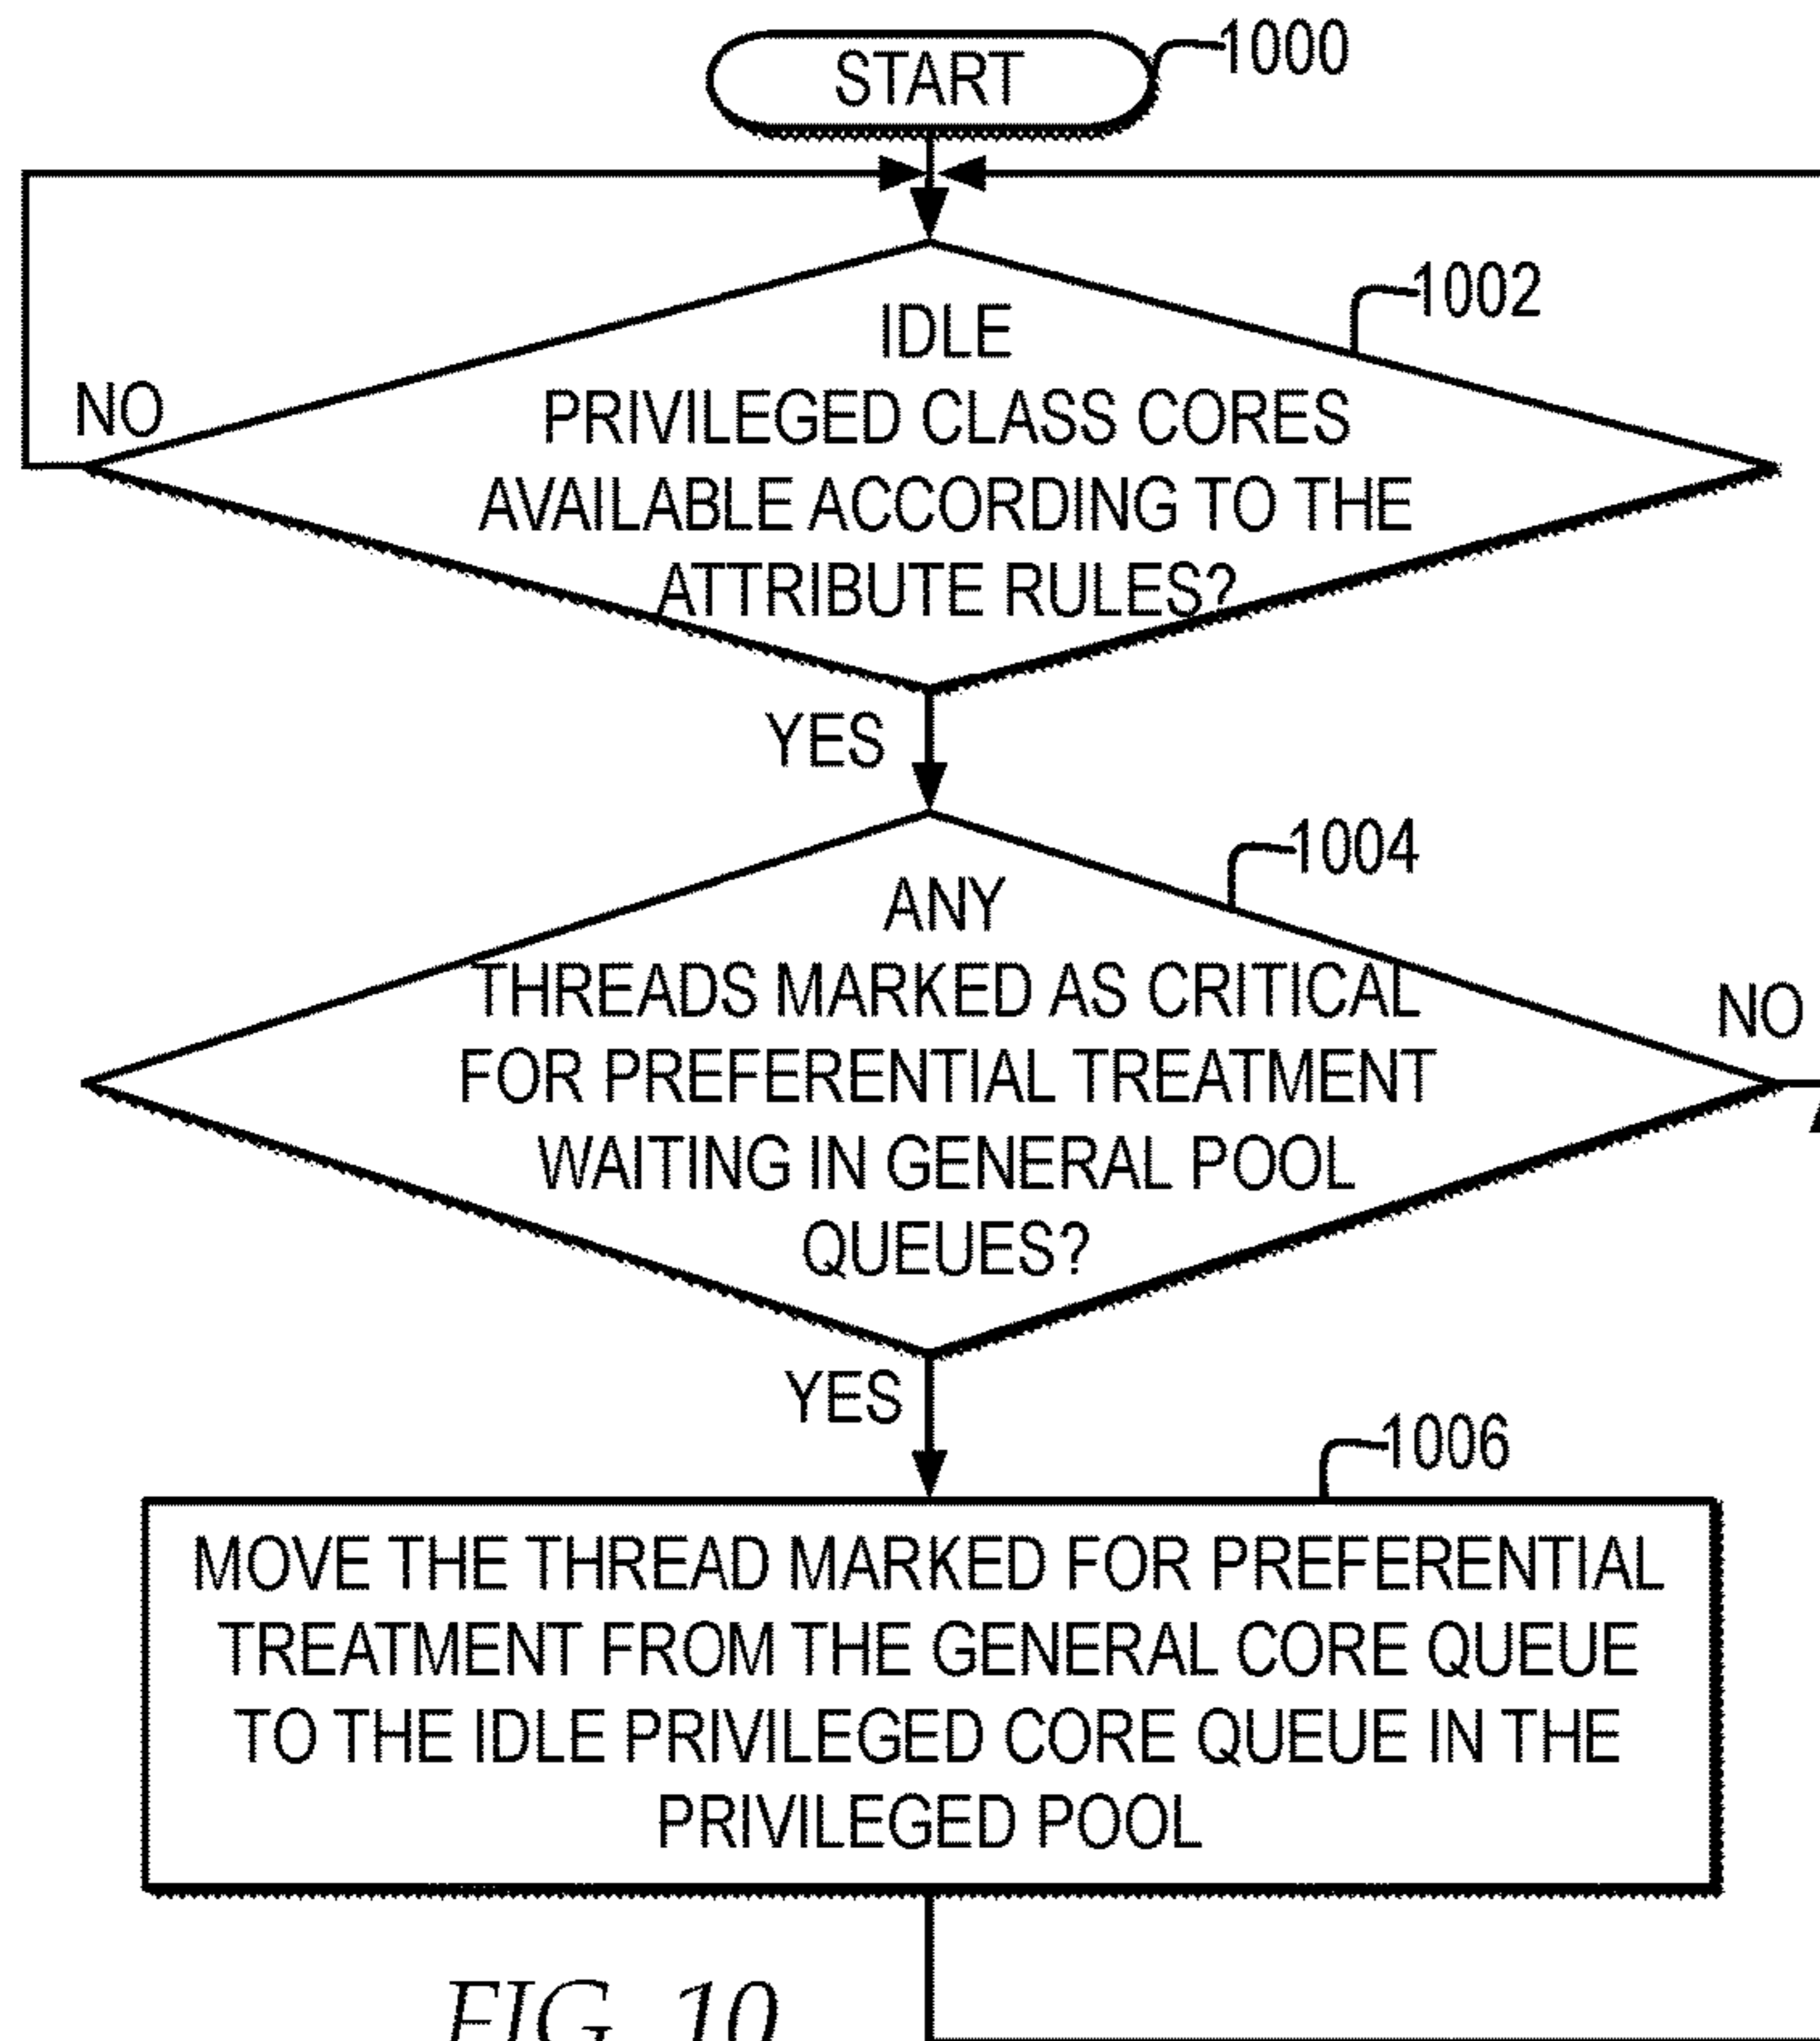 START
1000
IDLE
PRIVILEGED CLASS CORES
AVAILABLE ACCORDING TO THE
ATTRIBUTE RULES?
1002
NO
YES
ANY
THREADS MARKED AS CRITICAL
FOR PREFERENTIAL TREATMENT
WAITING IN GENERAL POOL
QUEUES?
1004
NO
YES
1006
MOVE THE THREAD MARKED FOR PREFERENTIAL
TREATMENT FROM THE GENERAL CORE QUEUE
TO THE IDLE PRIVILEGED CORE QUEUE IN THE
PRIVILEGED POOL
FIG. 10